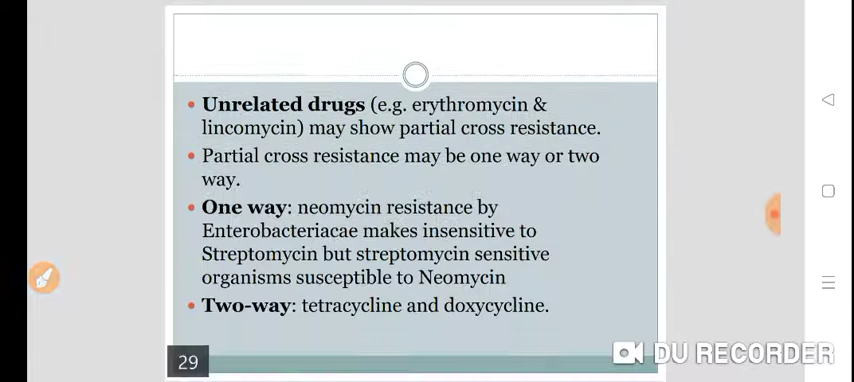 • Unrelated drugs (e.g. erythromycin &
lincomycin) may show partial cross resistance.
• Partial cross resistance may be one way or two
way.
• One way: neomycin resistance by
Enterobacteriacae makes insensitive to
Streptomycin but streptomycin sensitive
organisms susceptible to Neomycin
• Two-way: tetracycline and doxycycline.
29
DU RECORDER